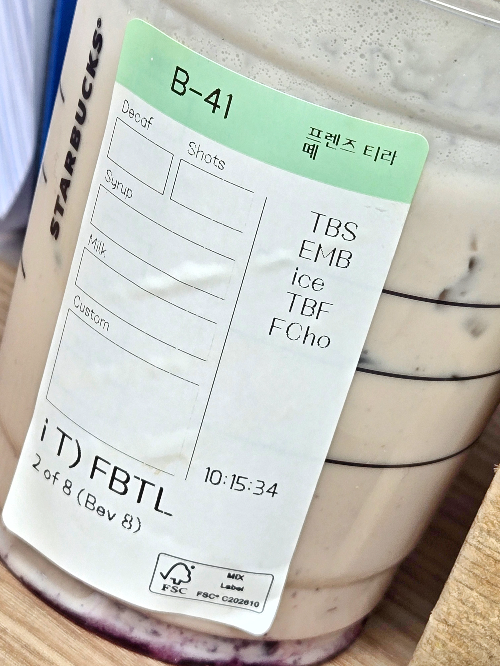 STARBUCKS®
B-41
프렌즈 티라
떼
Decaf
Shots
Syrup
Milk
Custom
TBS
EMB
ice
TBF
FCho
i T) FBTL
2 of 8 (Bev 8)
10:15:34
FSC
MIX
Label
FSC® C202610